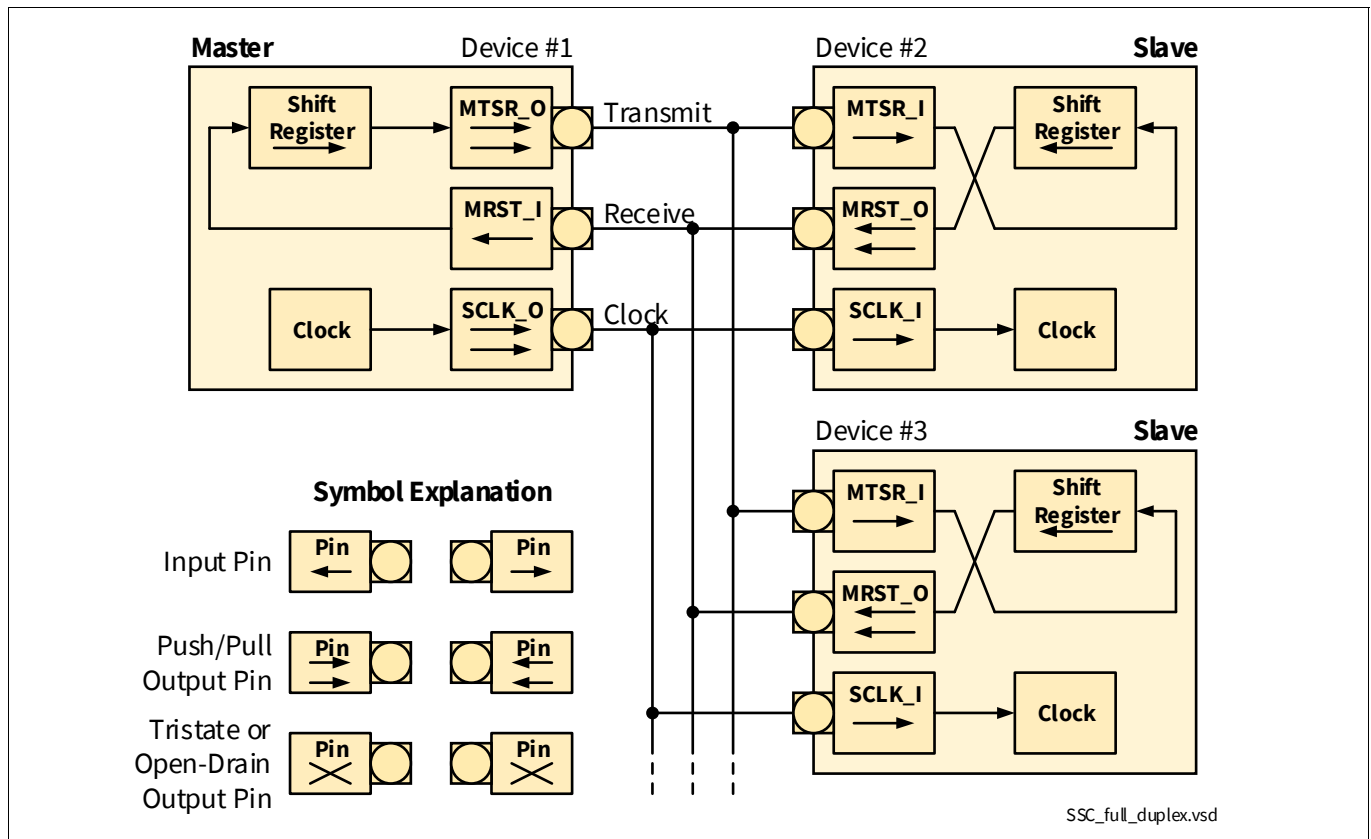 Master
Device #1
Shift
Register
MTSR_O
MRST_I
Clock
SCLK_O
Transmit
Receive
Clock
Device #2
Slave
MTSR_I
Shift
Register
MRST_O
SCLK_I
Clock
Device #3
Slave
MTSR_I
Shift
Register
MRST_O
SCLK_I
Clock
Symbol Explanation
Input Pin
Pin
Pin
Push/Pull
Output Pin
Pin
Pin
Tristate or
Open-Drain
Output Pin
Pin
Pin
SSC_full_duplex.vsd